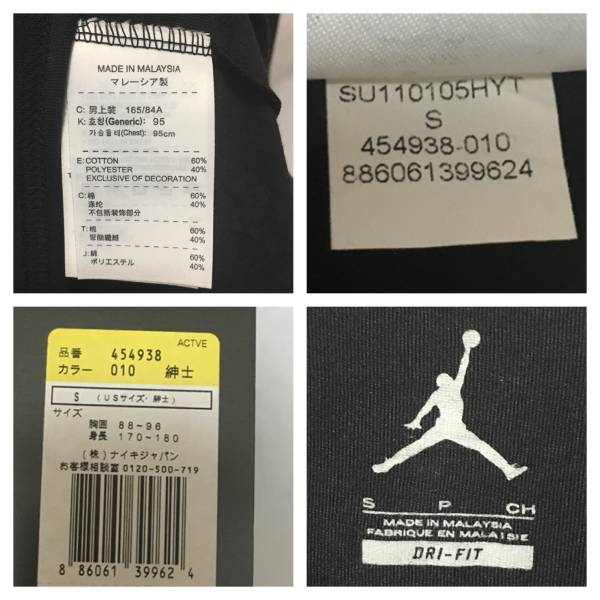 MADE IN MALAYSIA
マレーシア製
C: 男上装 165/84A
K: 호칭(Generic): 95
가슴둘레(Chest): 95cm
E: COTTON 60%
POLYESTER 40%
EXCLUSIVE OF DECORATION
C: 棉 60%
涤纶 40%
不包括装饰部分
T: 棉 60%
聚酯纖維 40%
J: 綿 60%
ポリエステル 40%
SU110105HYT
S
454938-010
886061399624
ACTVE
品番 454938
カラー 010 紳士
S (USサイズ・紳士)
サイズ
胸囲 88~96
身長 170~180
(株)ナイキジャパン
お客様相談室 0120-500-719
8 86061 39962 4
S P CH
MADE IN MALAYSIA
FABRIQUE EN MALAISIE
DRI-FIT